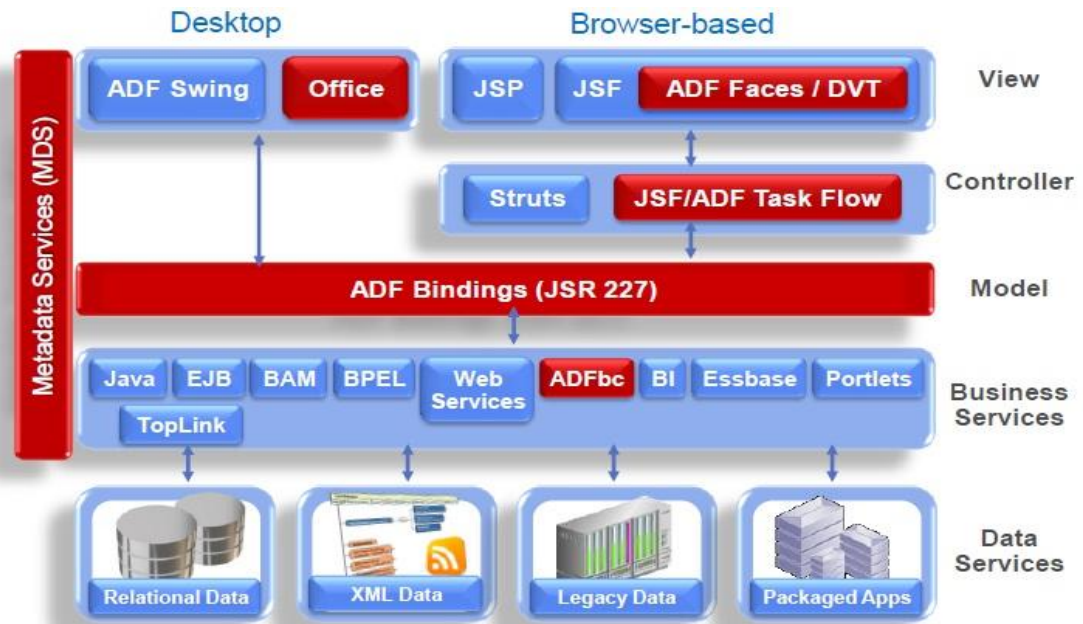 Desktop
Browser-based
ADF Swing
Office
JSP
JSF
ADF Faces / DVT
View
Struts
JSF/ADF Task Flow
Controller
Metadata Services (MDS)
ADF Bindings (JSR 227)
Model
Java
EJB
BAM
BPEL
Web
Services
ADFbc
BI
Essbase
Portlets
TopLink
Business
Services
Relational Data
XML Data
Legacy Data
Packaged Apps
Data
Services